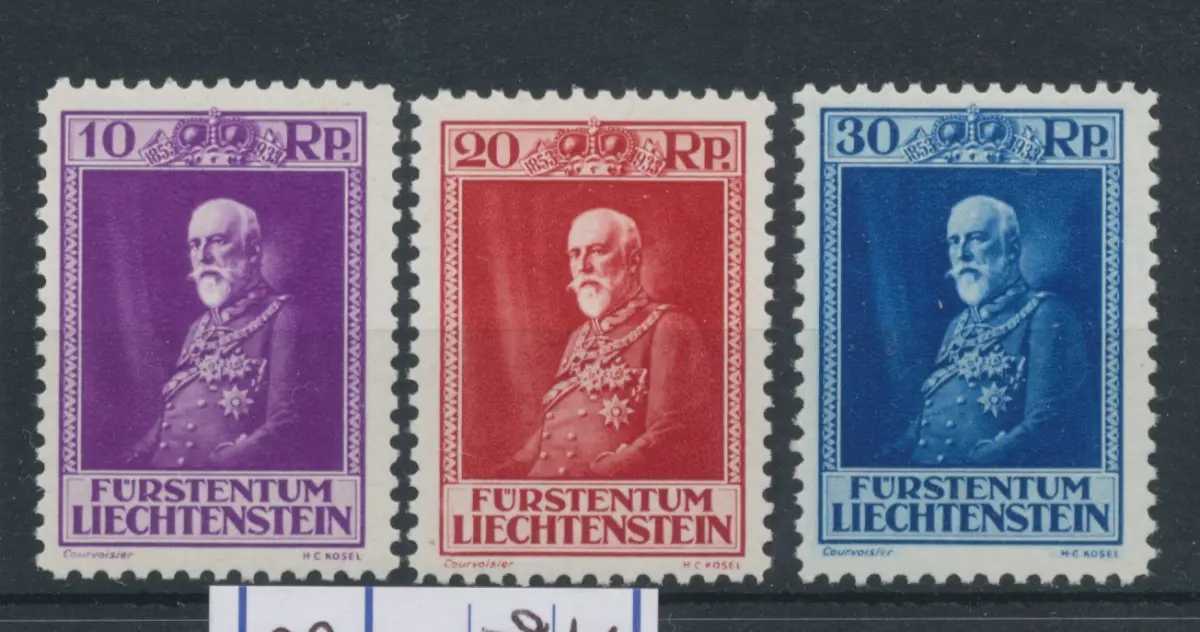 10 RP.
1853 1933
FÜRSTENTUM
LIECHTENSTEIN
Courvoisier H·C KOSEL
20 RP.
1853 1933
FÜRSTENTUM
LIECHTENSTEIN
Courvoisier H·C KOSEL
30 RP.
1853 1933
FÜRSTENTUM
LIECHTENSTEIN
Courvoisier H·C KOSEL